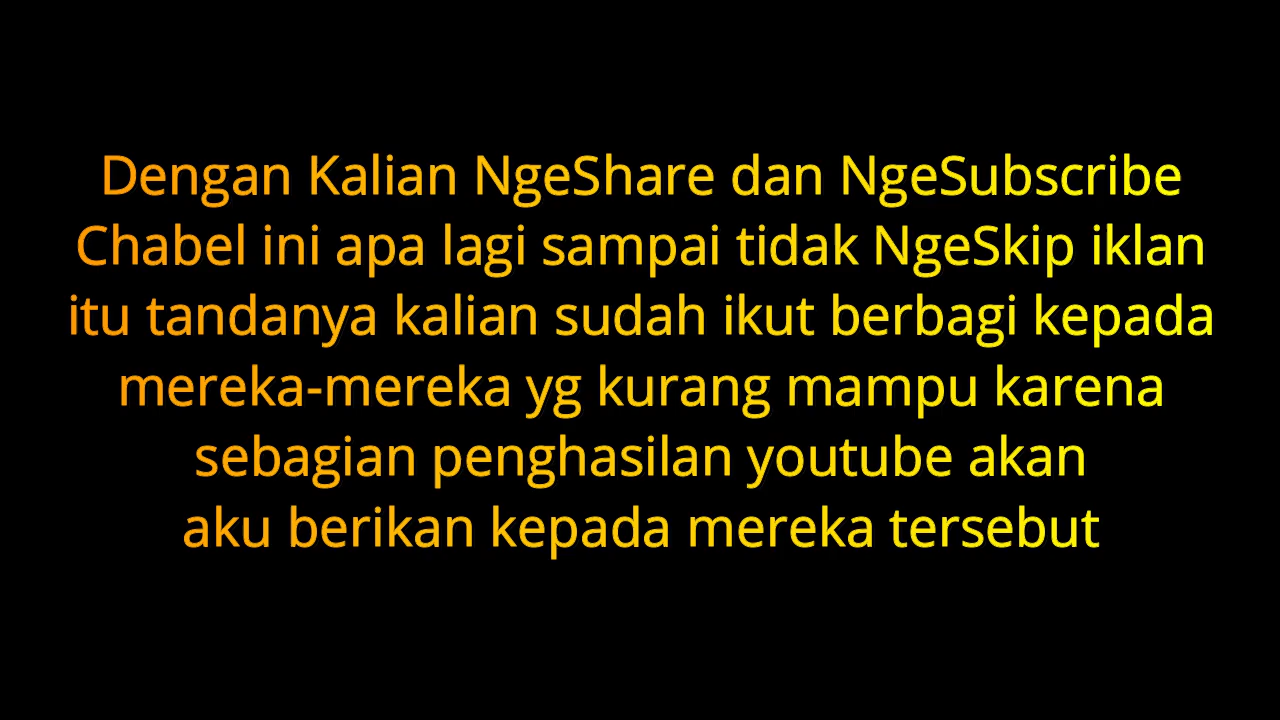 Dengan Kalian NgeShare dan NgeSubscribe
Chabel ini apa lagi sampai tidak NgeSkip iklan
itu tandanya kalian sudah ikut berbagi kepada
mereka-mereka yg kurang mampu karena
sebagian penghasilan youtube akan
aku berikan kepada mereka tersebut